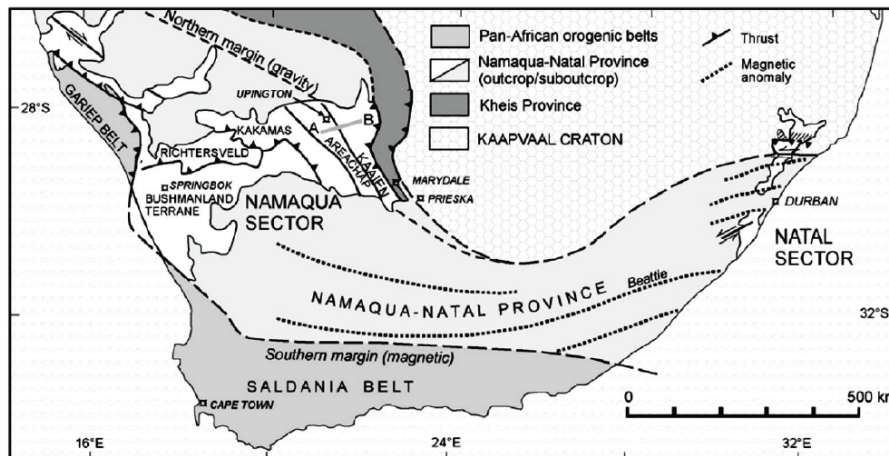 Northern margin (gravity)
UPINGTON
28°S
GARIEP BELT
KAKAMAS
A
B
RICHTERSVELD
AREACHAP
KAAIEN
SPRINGBOK
BUSHMANLAND
TERRANE
NAMAQUA
SECTOR
MARYDALE
PRIESKA
Pan-African orogenic belts
Namaqua-Natal Province
(outcrop/suboutcrop)
Kheis Province
KAAPVAAL CRATON
Thrust
Magnetic
anomaly
DURBAN
NATAL
SECTOR
NAMAQUA-NATAL PROVINCE
Beattie
32°S
Southern margin (magnetic)
SALDANIA BELT
CAPE TOWN
0 500 km
16°E 24°E 32°E